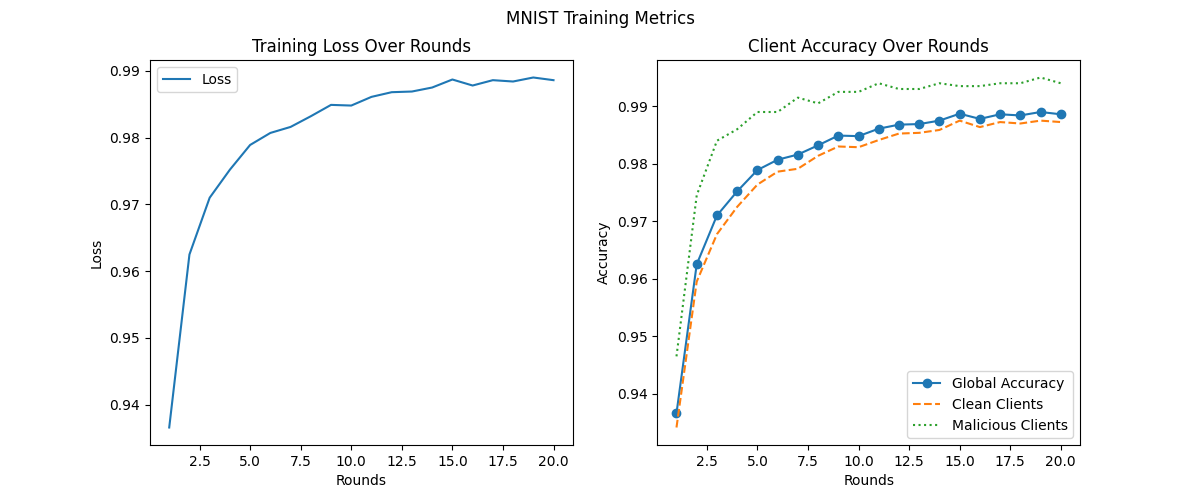 MNIST Training Metrics
Training Loss Over Rounds
Loss
0.99
0.98
0.97
0.96
0.95
0.94
Loss
2.5 5.0 7.5 10.0 12.5 15.0 17.5 20.0
Rounds
Client Accuracy Over Rounds
0.99
0.98
0.97
0.96
0.95
0.94
Accuracy
Global Accuracy
Clean Clients
Malicious Clients
2.5 5.0 7.5 10.0 12.5 15.0 17.5 20.0
Rounds